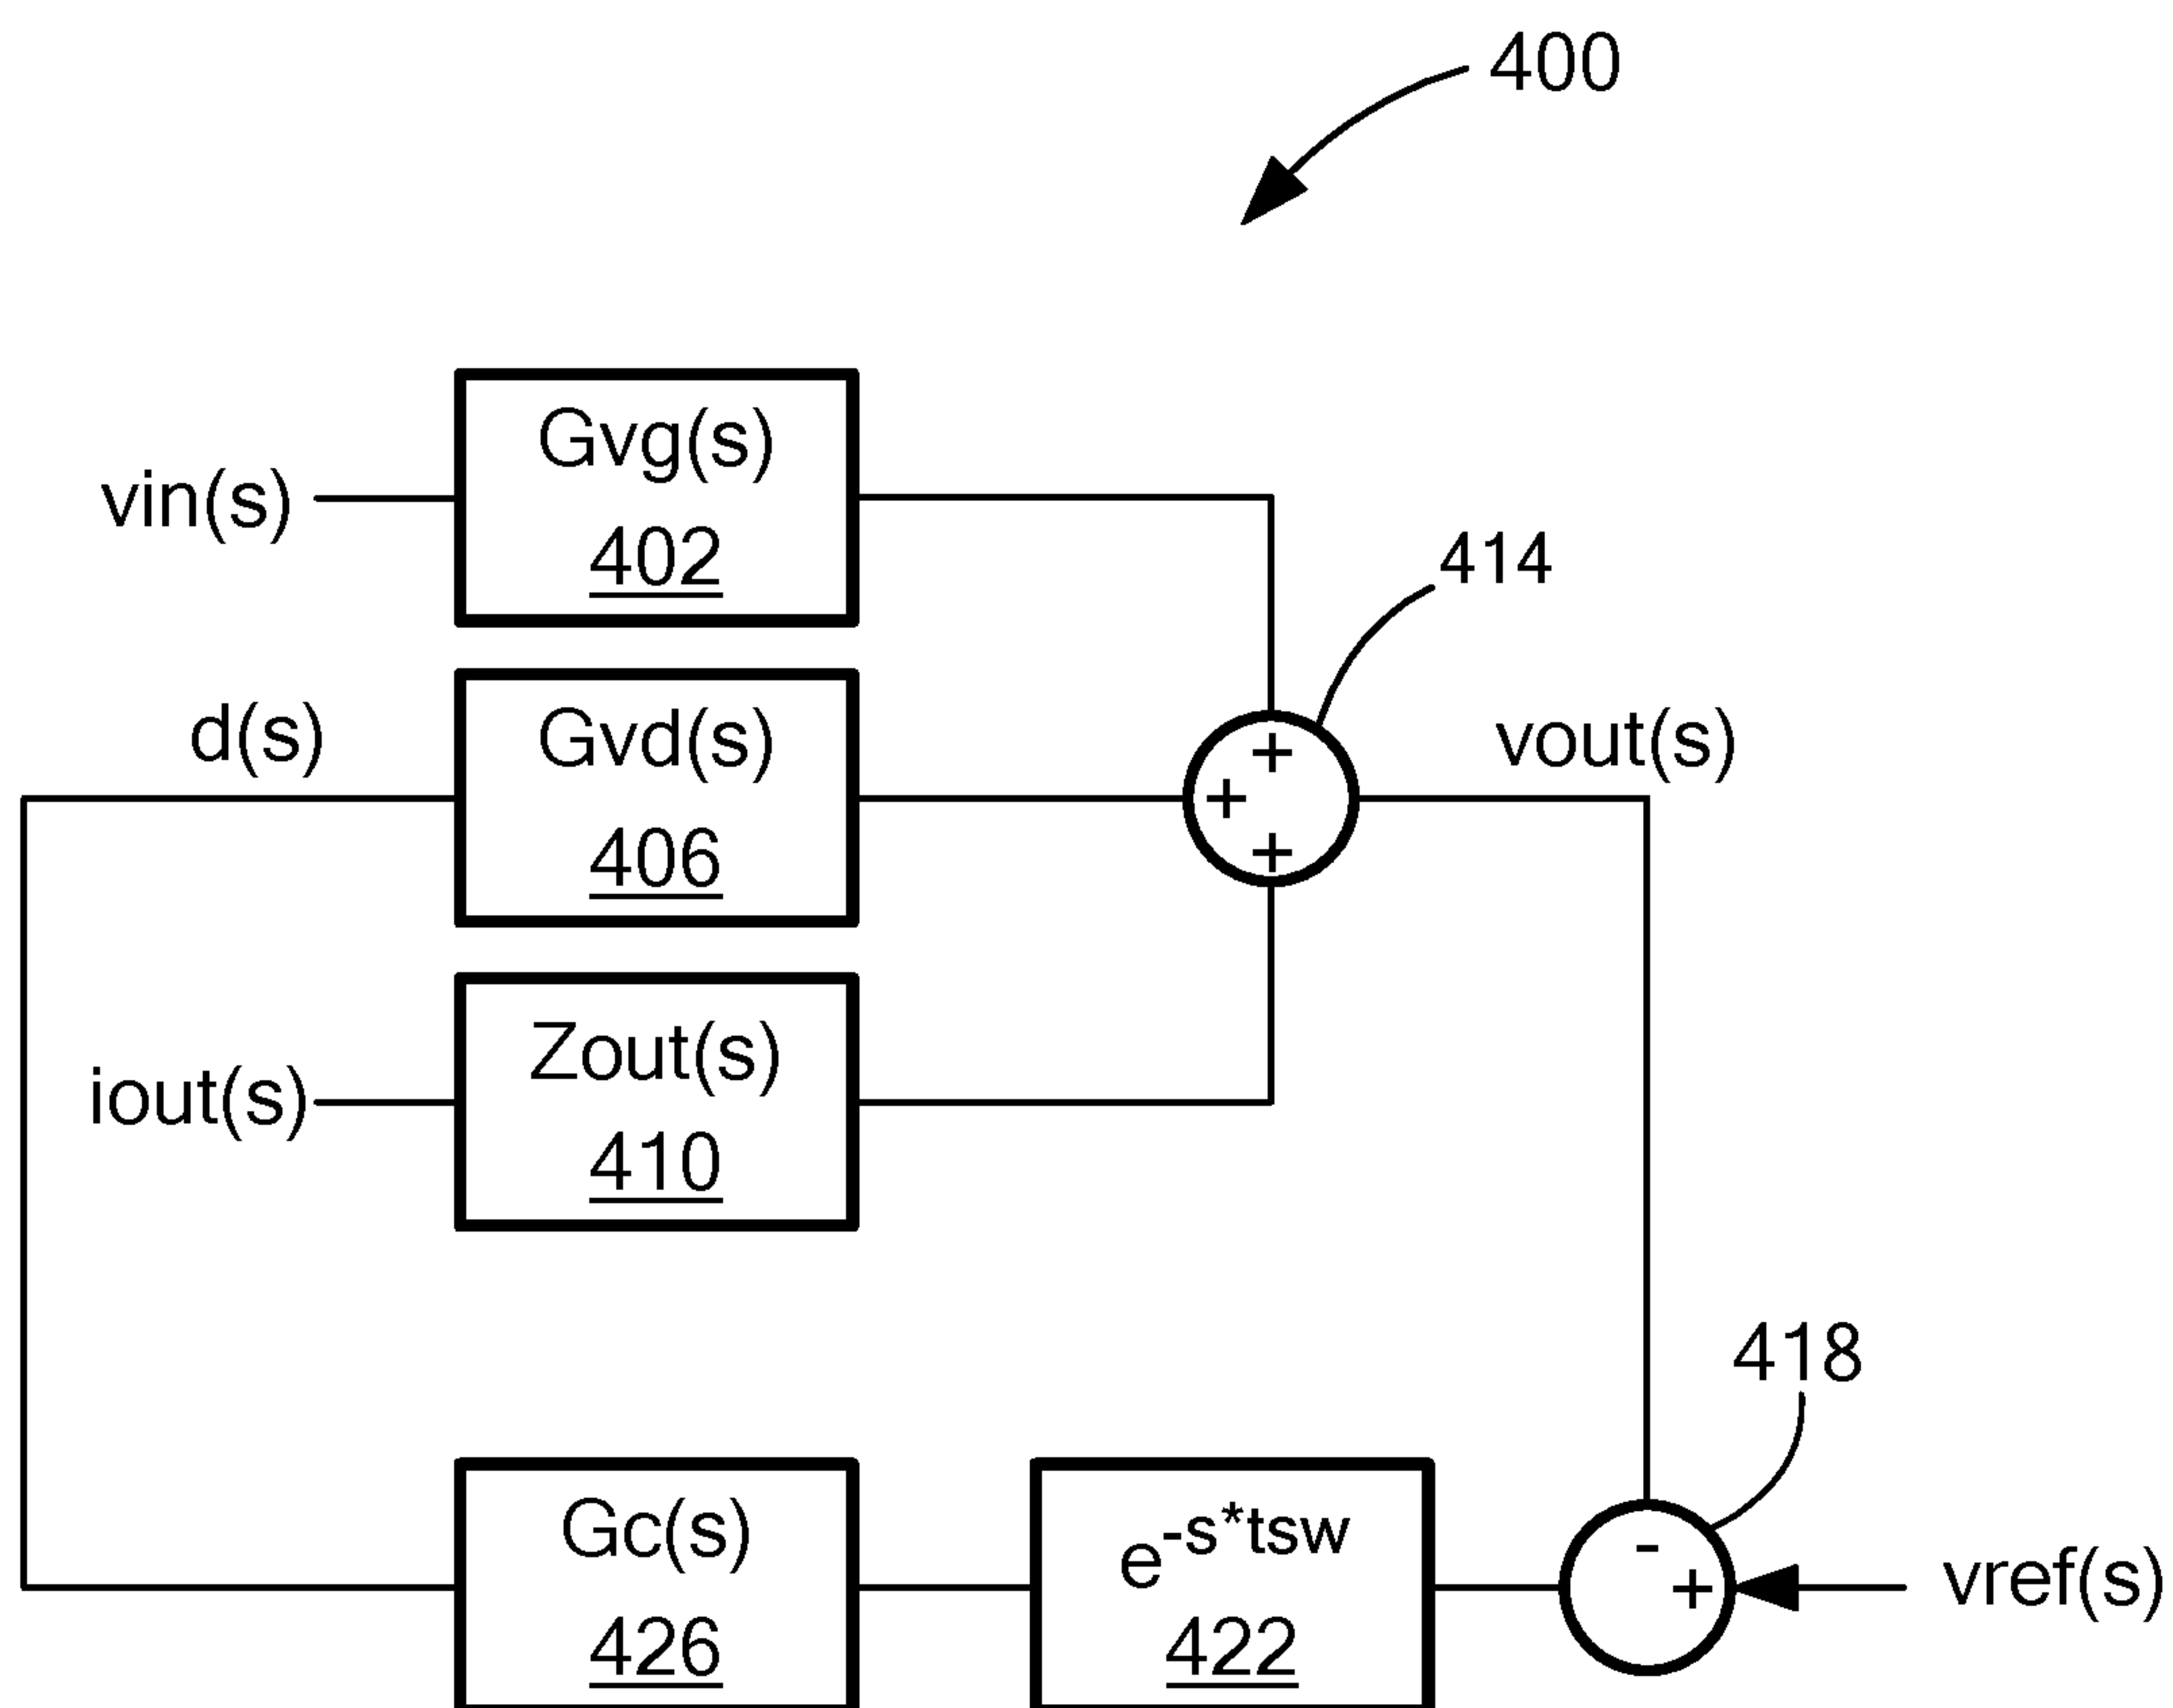 400
Gvg(s)
vin(s)
402
414
d(s)
Gvd(s)
vout(s)
+
+
+
406
Zout(s)
iout(s)
410
418
Gc(s)
e-s*tsw
-
+
vref(s)
426
422